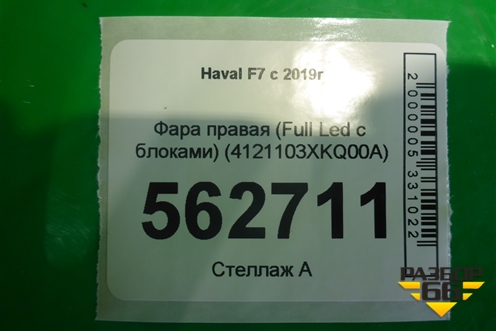 Haval F7 с 2019г
Фара правая (Full Led с
блоками) (4121103XKQ00A)
562711
Стеллаж А
2000005331022
РАЗБОР
66